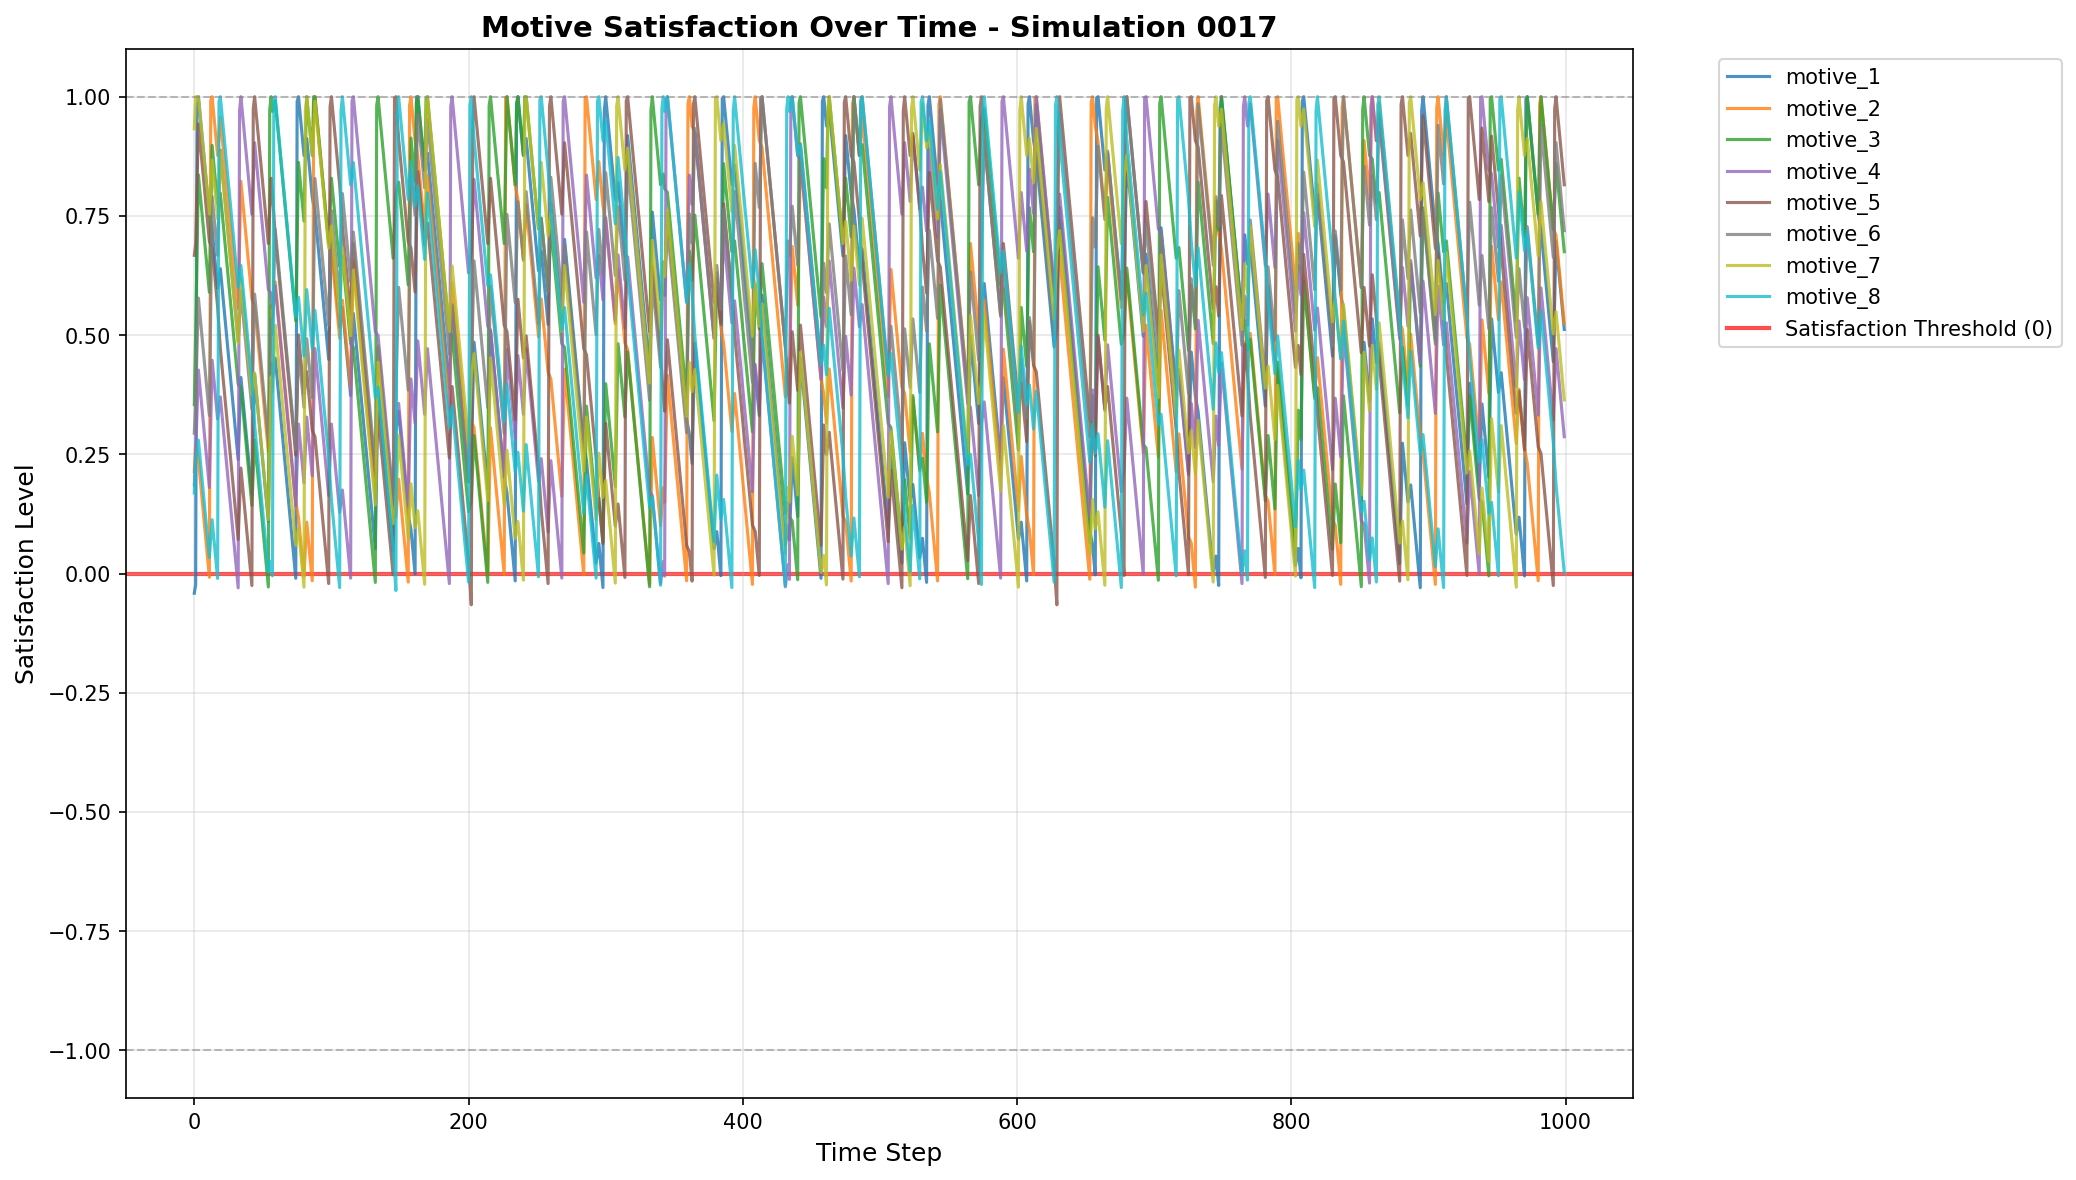 Motive Satisfaction Over Time - Simulation 0017
Satisfaction Level
1.00
0.75
0.50
0.25
0.00
−0.25
−0.50
−0.75
−1.00
0
200
400
600
800
1000
Time Step
motive_1
motive_2
motive_3
motive_4
motive_5
motive_6
motive_7
motive_8
Satisfaction Threshold (0)